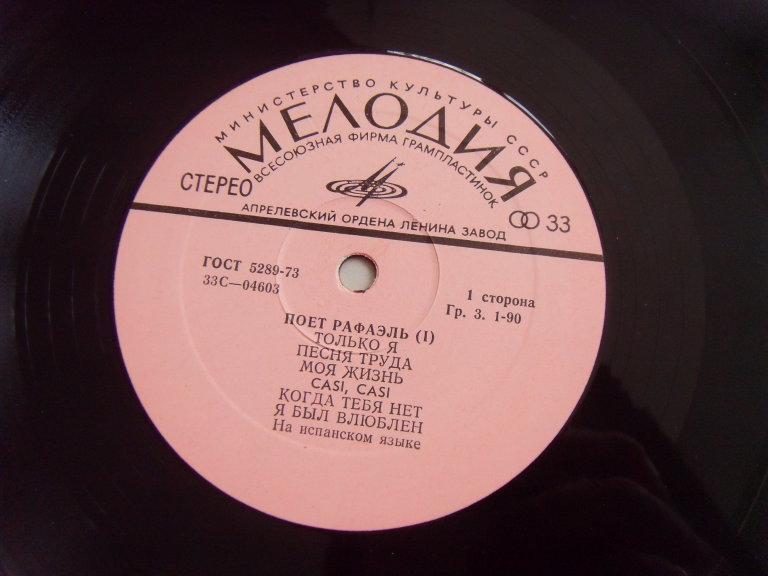 МИНИСТЕРСТВО КУЛЬТУРЫ СССР
МЕЛОДИЯ
ВСЕСОЮЗНАЯ ФИРМА ГРАМПЛАСТИНОК
СТЕРЕО
33
АПРЕЛЕВСКИЙ ОРДЕНА ЛЕНИНА ЗАВОД
ГОСТ 5289-73
33С—04603
1 сторона
Гр. 3. 1-90
ПОЕТ РАФАЭЛЬ (1)
ТОЛЬКО Я
ПЕСНЯ ТРУДА
МОЯ ЖИЗНЬ
CASI, CASI
КОГДА ТЕБЯ НЕТ
Я БЫЛ ВЛЮБЛЕН
На испанском языке